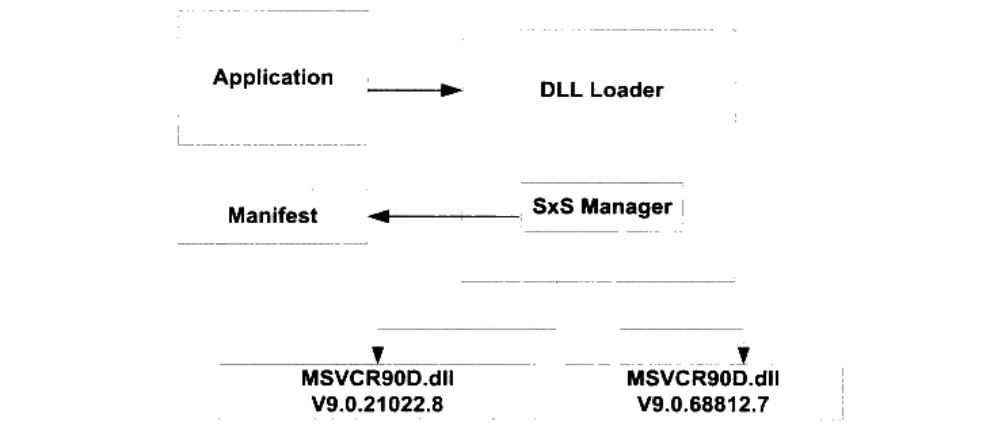 Application
DLL Loader
Manifest
SxS Manager
MSVCR90D.dll
V9.0.21022.8
MSVCR90D.dll
V9.0.68812.7